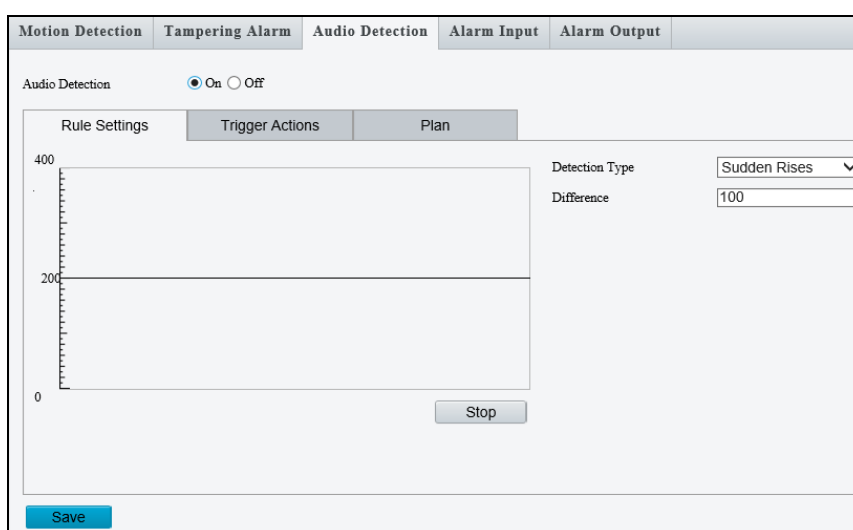 Motion Detection Tampering Alarm Audio Detection Alarm Input Alarm Output
Audio Detection On Off
Rule Settings Trigger Actions Plan
400
Detection Type Sudden Rises
Difference 100
200
0
Stop
Save